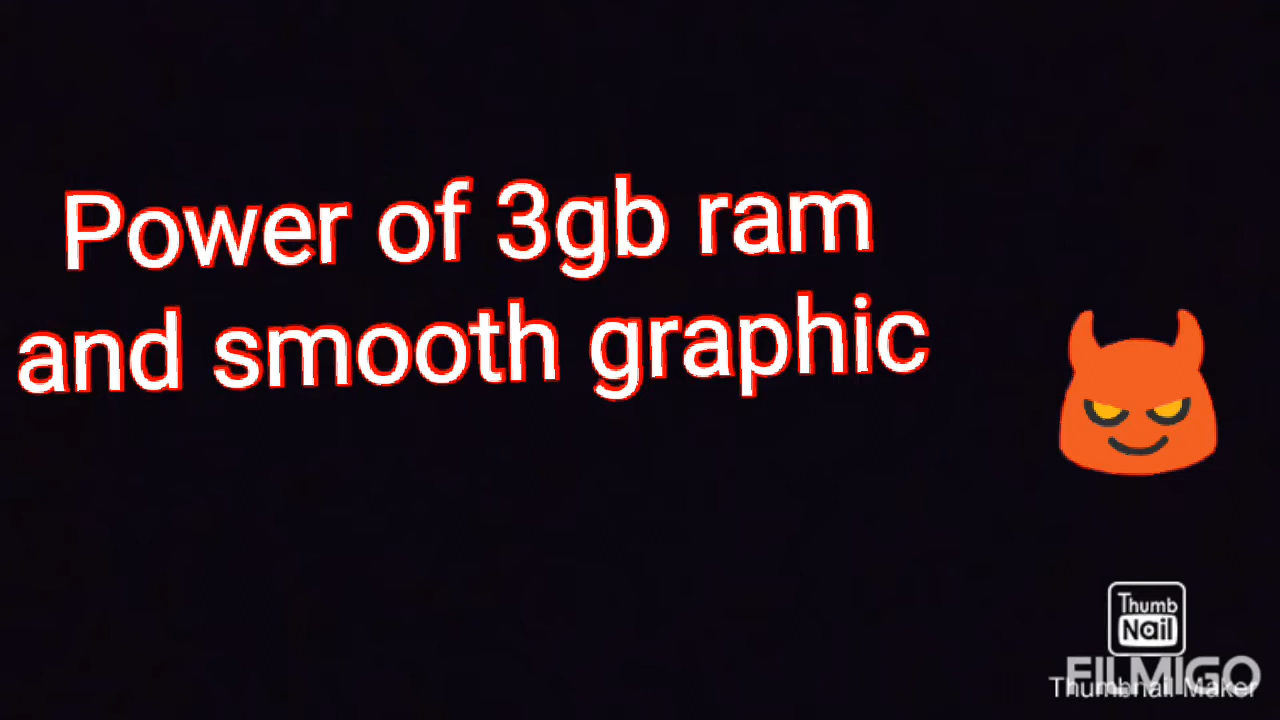 Power of 3gb ram
and smooth graphic
Thumb
Nail
FILMIGO
Thumbnail Maker